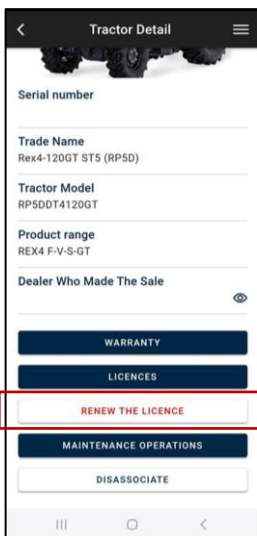 Tractor Detail
Serial number
Trade Name
Rex4-120GT ST5 (RP5D)
Tractor Model
RP5DDT4120GT
Product range
REX4 F-V-S-GT
Dealer Who Made The Sale
WARRANTY
LICENCES
RENEW THE LICENCE
MAINTENANCE OPERATIONS
DISASSOCIATE